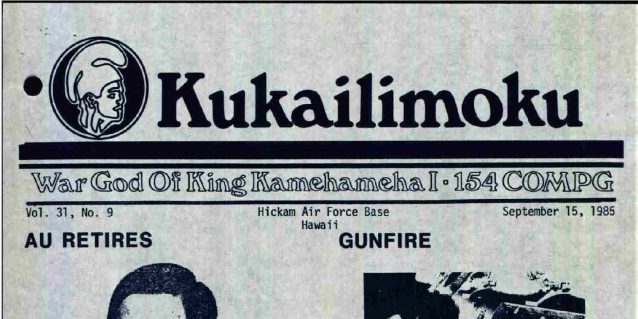 Kukailimoku
War God Of King Kamehameha I • 154 COMPG
Vol. 31, No. 9 Hickam Air Force Base September 15, 1985
Hawaii
AU RETIRES GUNFIRE